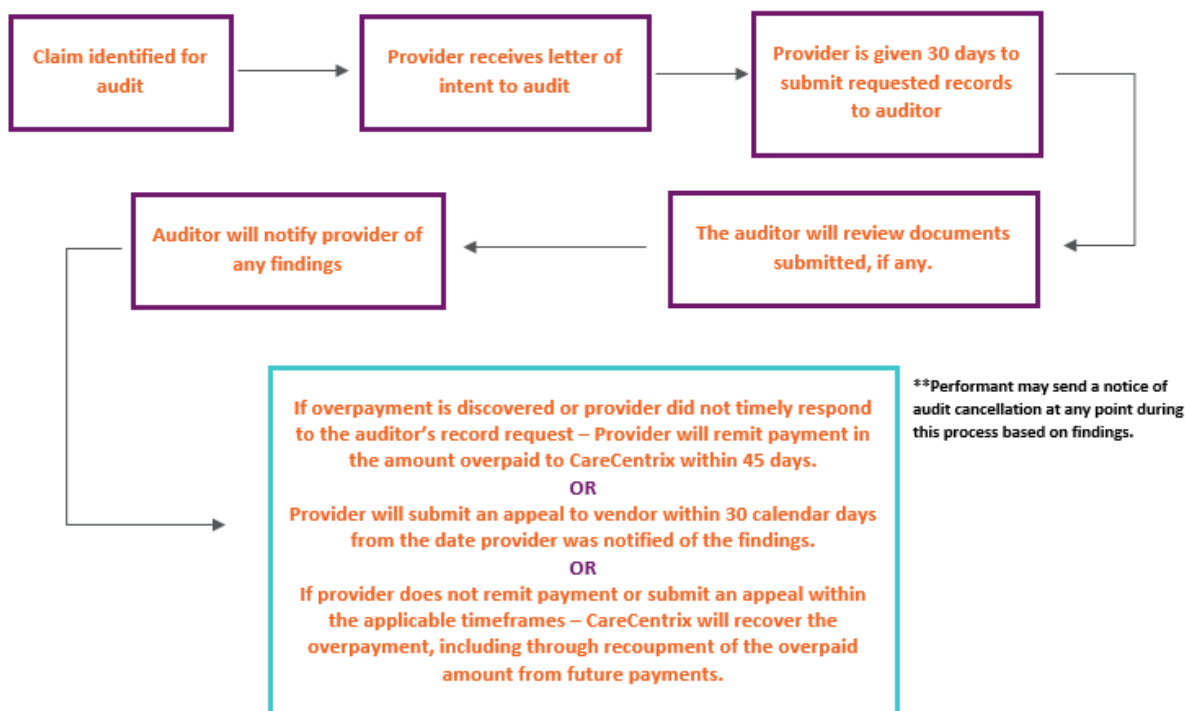 Claim identified for
audit
Provider receives letter of
intent to audit
Provider is given 30 days to
submit requested records
to auditor
The auditor will review documents
submitted, if any.
Auditor will notify provider of
any findings
If overpayment is discovered or provider did not timely respond
to the auditor's record request – Provider will remit payment in
the amount overpaid to CareCentrix within 45 days.
OR
Provider will submit an appeal to vendor within 30 calendar days
from the date provider was notified of the findings.
OR
If provider does not remit payment or submit an appeal within
the applicable timeframes – CareCentrix will recover the
overpayment, including through recoupment of the overpaid
amount from future payments.
**Performant may send a notice of
audit cancellation at any point during
this process based on findings.